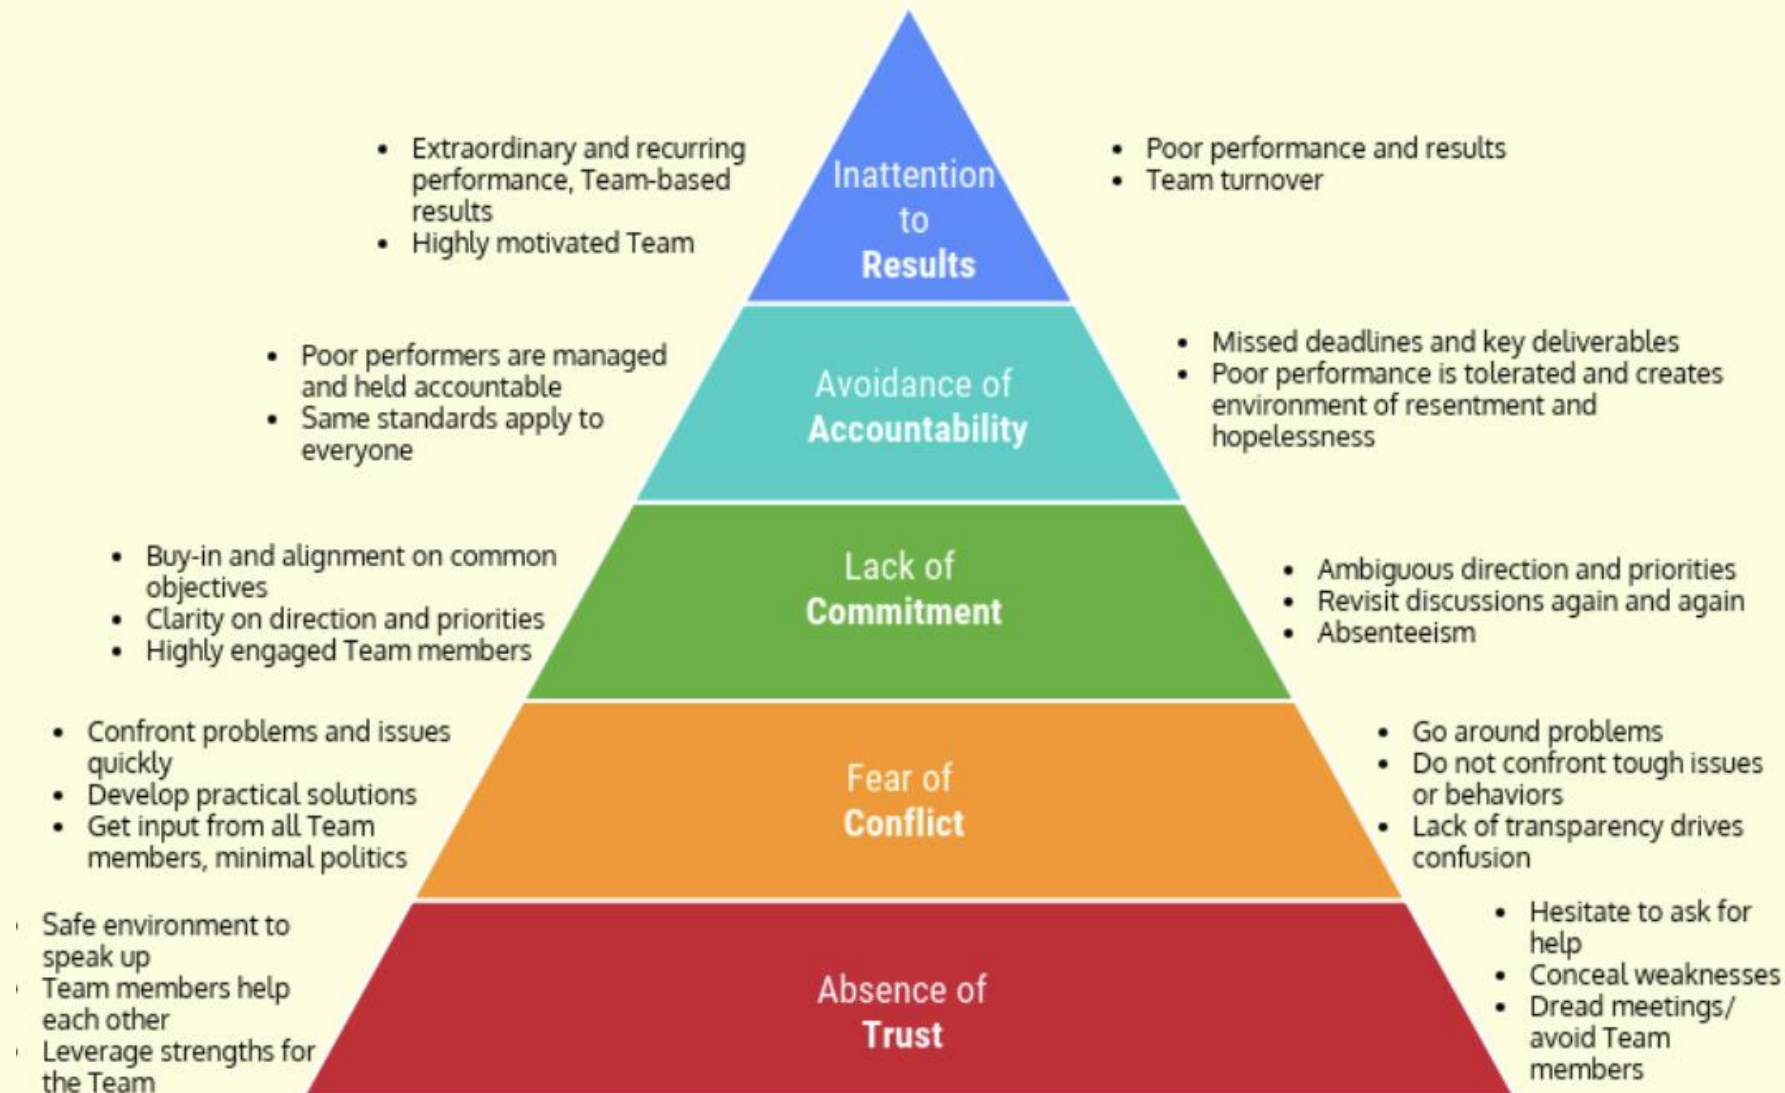 • Extraordinary and recurring
performance, Team-based
results
• Highly motivated Team
Inattention
to
Results
• Poor performance and results
• Team turnover
• Poor performers are managed
and held accountable
• Same standards apply to
everyone
Avoidance of
Accountability
• Missed deadlines and key deliverables
• Poor performance is tolerated and creates
environment of resentment and
hopelessness
• Buy-in and alignment on common
objectives
• Clarity on direction and priorities
• Highly engaged Team members
Lack of
Commitment
• Ambiguous direction and priorities
• Revisit discussions again and again
• Absenteeism
• Confront problems and issues
quickly
• Develop practical solutions
• Get input from all Team
members, minimal politics
Fear of
Conflict
• Go around problems
• Do not confront tough issues
or behaviors
• Lack of transparency drives
confusion
• Safe environment to
speak up
• Team members help
each other
• Leverage strengths for
the Team
Absence of
Trust
• Hesitate to ask for
help
• Conceal weaknesses
• Dread meetings/
avoid Team
members